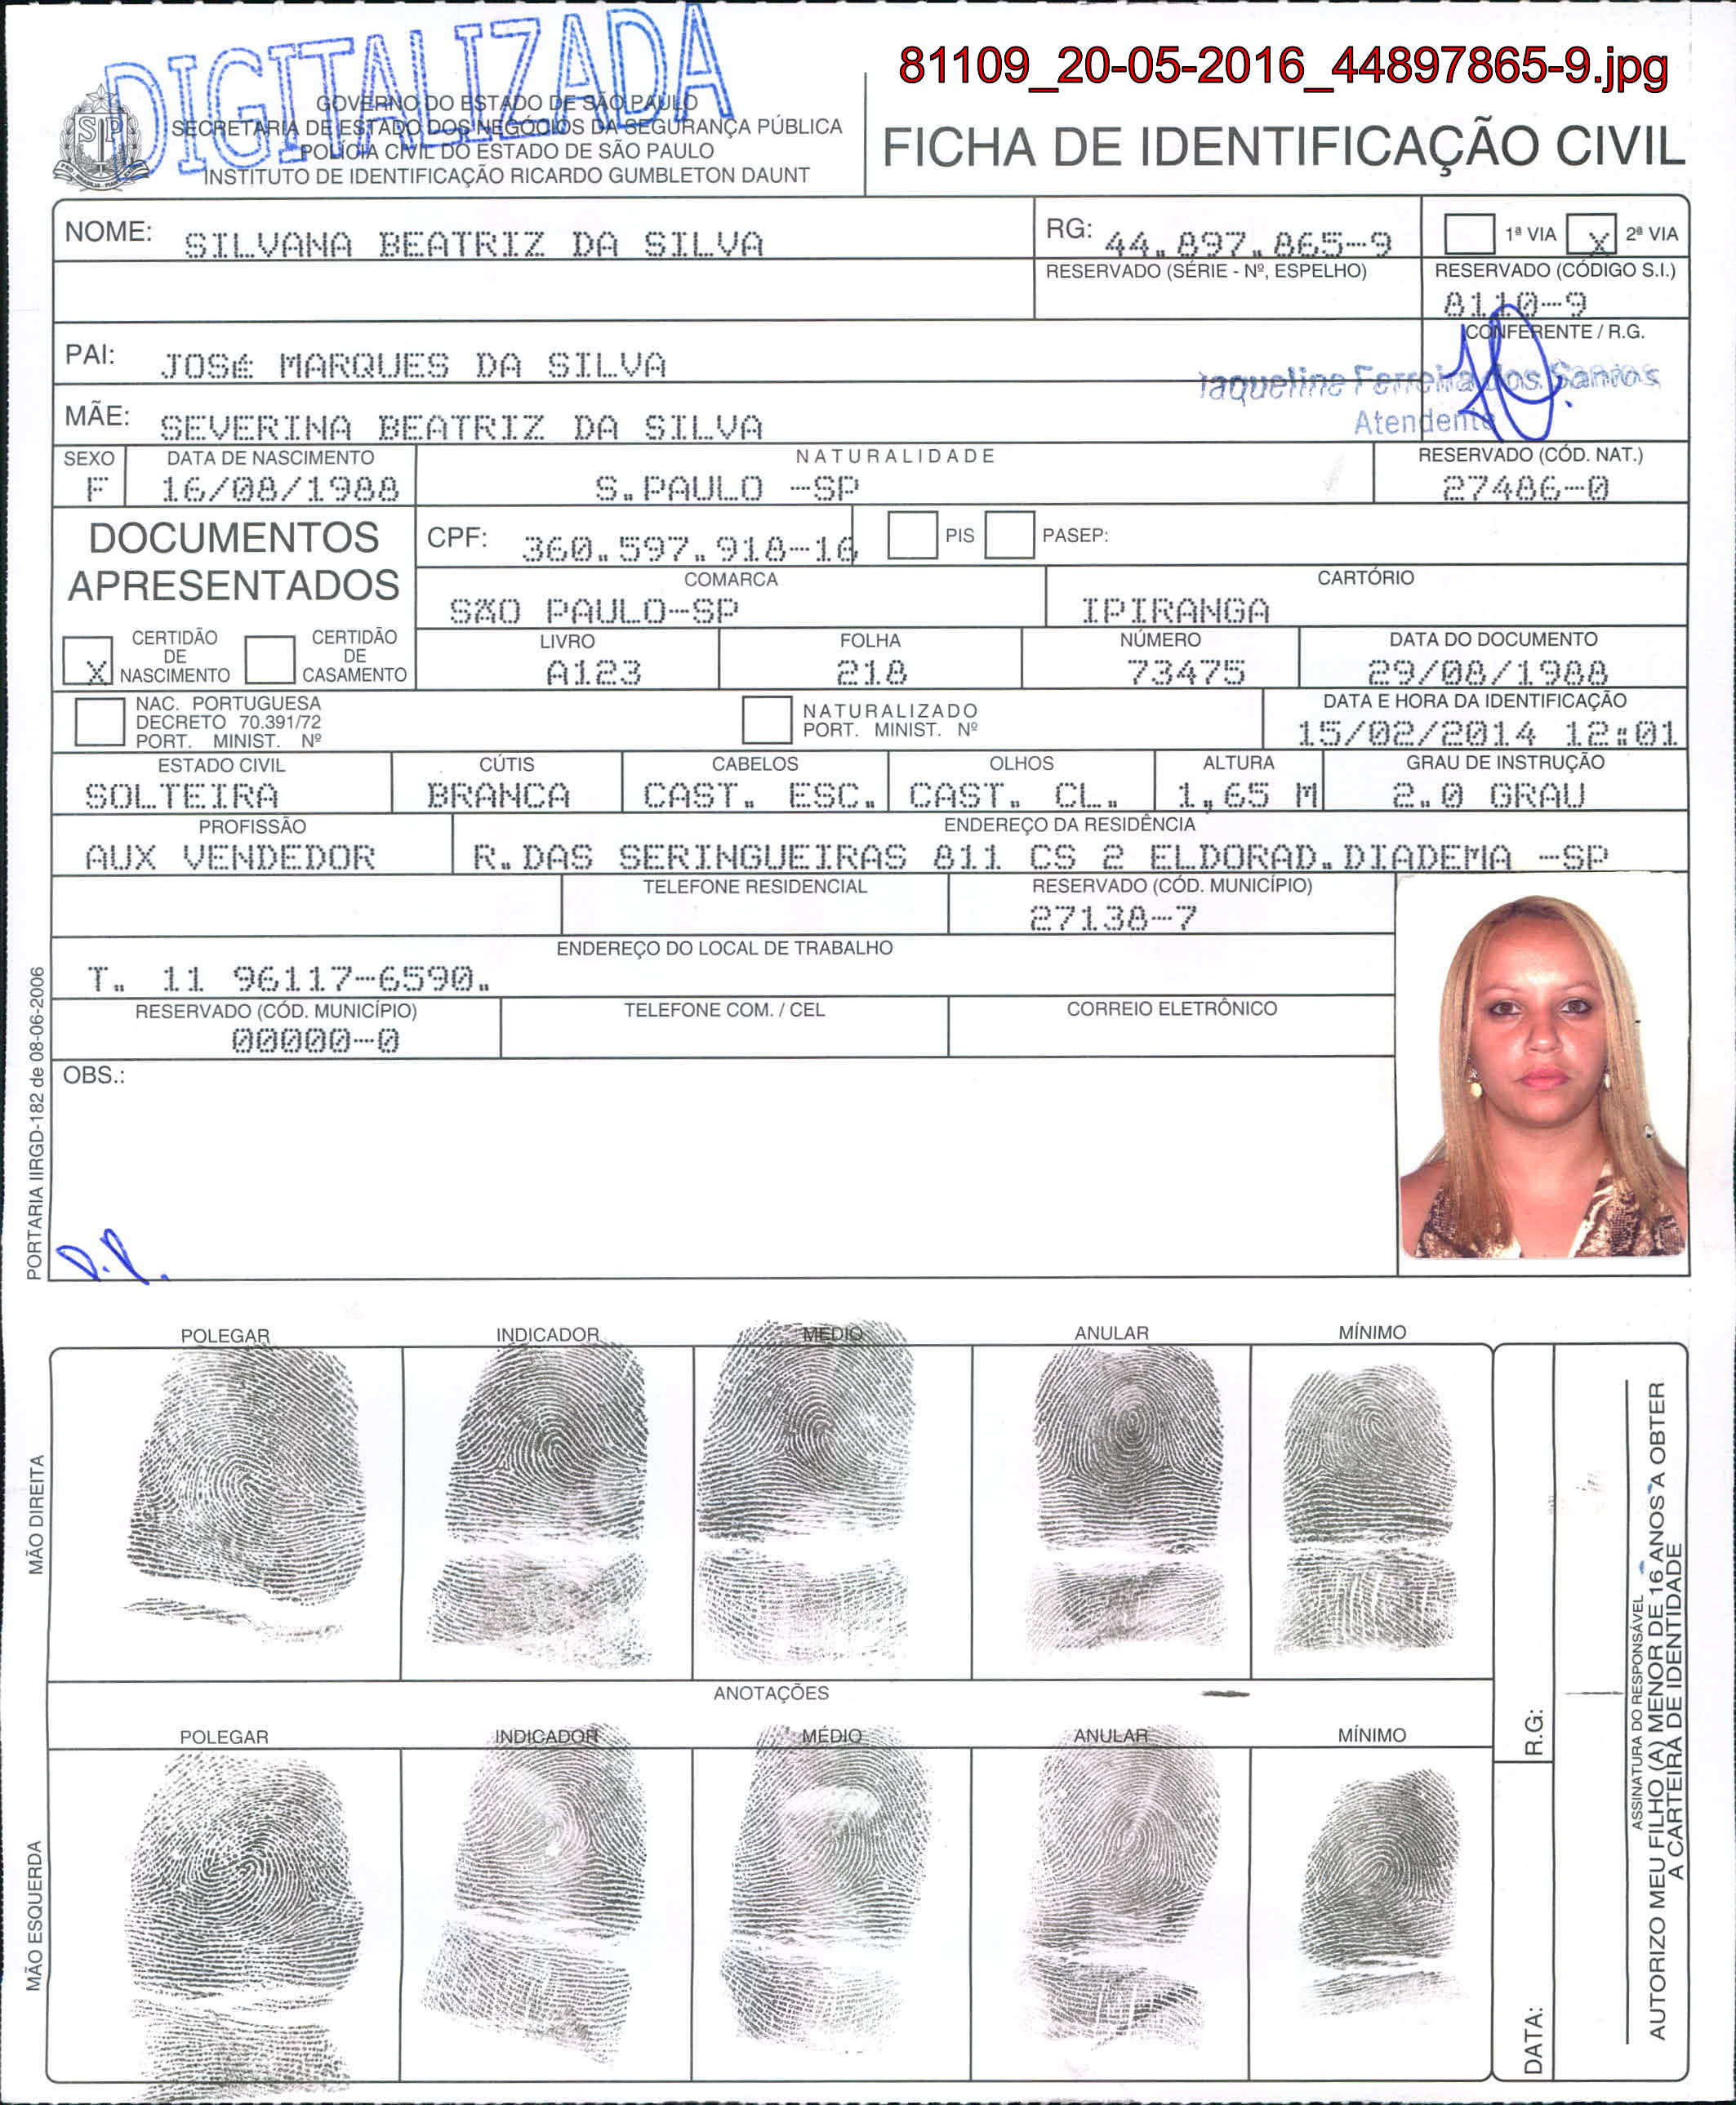 DIGITALIZADA
81109_20-05-2016_44897865-9.jpg
GOVERNO DO ESTADO DE SÃO PAULO
SECRETARIA DE ESTADO DOS NEGÓCIOS DA SEGURANÇA PÚBLICA
POLÍCIA CIVIL DO ESTADO DE SÃO PAULO
INSTITUTO DE IDENTIFICAÇÃO RICARDO GUMBLETON DAUNT
FICHA DE IDENTIFICAÇÃO CIVIL
NOME: SILVANA BEATRIZ DA SILVA
RG: 44.897.865-9
1ª VIA X 2ª VIA
RESERVADO (SÉRIE - Nº, ESPELHO)
RESERVADO (CÓDIGO S.I.)
8110-9
PAI: JOSÉ MARQUES DA SILVA
CONFERENTE / R.G.
Jaqueline Ferreira dos Santos
Atendente
MÃE: SEVERINA BEATRIZ DA SILVA
SEXO
F
DATA DE NASCIMENTO
16/08/1988
NATURALIDADE
S.PAULO -SP
RESERVADO (CÓD. NAT.)
27486-0
DOCUMENTOS
APRESENTADOS
CPF: 360.597.918-16
PIS
PASEP:
COMARCA
SÃO PAULO-SP
CARTÓRIO
IPIRANGA
X CERTIDÃO
DE
NASCIMENTO
CERTIDÃO
DE
CASAMENTO
LIVRO
A123
FOLHA
218
NÚMERO
73475
DATA DO DOCUMENTO
29/08/1988
NAC. PORTUGUESA
DECRETO 70.391/72
PORT. MINIST. Nº
NATURALIZADO
PORT. MINIST. Nº
DATA E HORA DA IDENTIFICAÇÃO
15/02/2014 12:01
ESTADO CIVIL
SOLTEIRA
CÚTIS
BRANCA
CABELOS
CAST. ESC.
OLHOS
CAST. CL.
ALTURA
1,65 M
GRAU DE INSTRUÇÃO
2.0 GRAU
PROFISSÃO
AUX VENDEDOR
ENDEREÇO DA RESIDÊNCIA
R.DAS SERINGUEIRAS 811 CS 2 ELDORAD.DIADEMA -SP
TELEFONE RESIDENCIAL
RESERVADO (CÓD. MUNICÍPIO)
27138-7
ENDEREÇO DO LOCAL DE TRABALHO
T. 11 96117-6590.
RESERVADO (CÓD. MUNICÍPIO)
00000-0
TELEFONE COM. / CEL
CORREIO ELETRÔNICO
OBS.:
PORTARIA IIRGD-182 de 08-06-2006
MÃO DIREITA
POLEGAR
INDICADOR
MÉDIO
ANULAR
MÍNIMO
ANOTAÇÕES
MÃO ESQUERDA
POLEGAR
INDICADOR
MÉDIO
ANULAR
MÍNIMO
R.G:
DATA:
ASSINATURA DO RESPONSÁVEL
AUTORIZO MEU FILHO (A) MENOR DE 16 ANOS A OBTER
A CARTEIRA DE IDENTIDADE